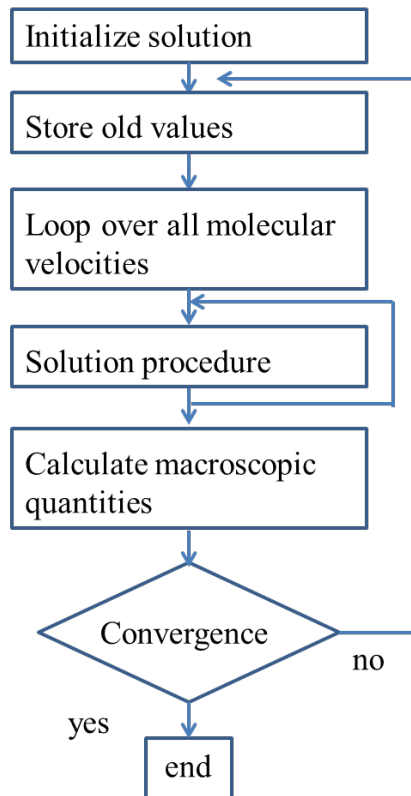 Initialize solution
Store old values
Loop over all molecular
velocities
Solution procedure
Calculate macroscopic
quantities
Convergence
no
yes
end